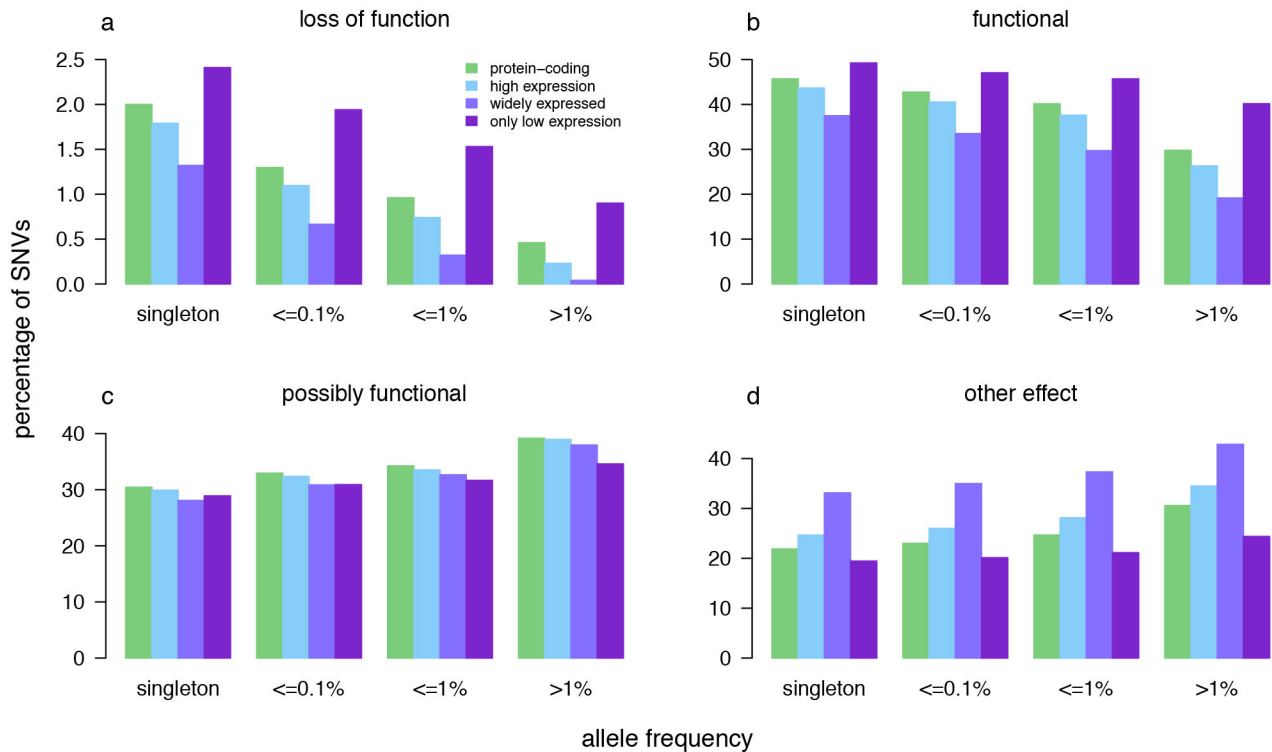 a
loss of function
2.5
2.0
1.5
1.0
0.5
0.0
protein−coding
high expression
widely expressed
only low expression
singleton
<=0.1%
<=1%
>1%
b
functional
50
40
30
20
10
0
singleton
<=0.1%
<=1%
>1%
percentage of SNVs
c
possibly functional
40
30
20
10
0
singleton
<=0.1%
<=1%
>1%
d
other effect
40
30
20
10
0
singleton
<=0.1%
<=1%
>1%
allele frequency